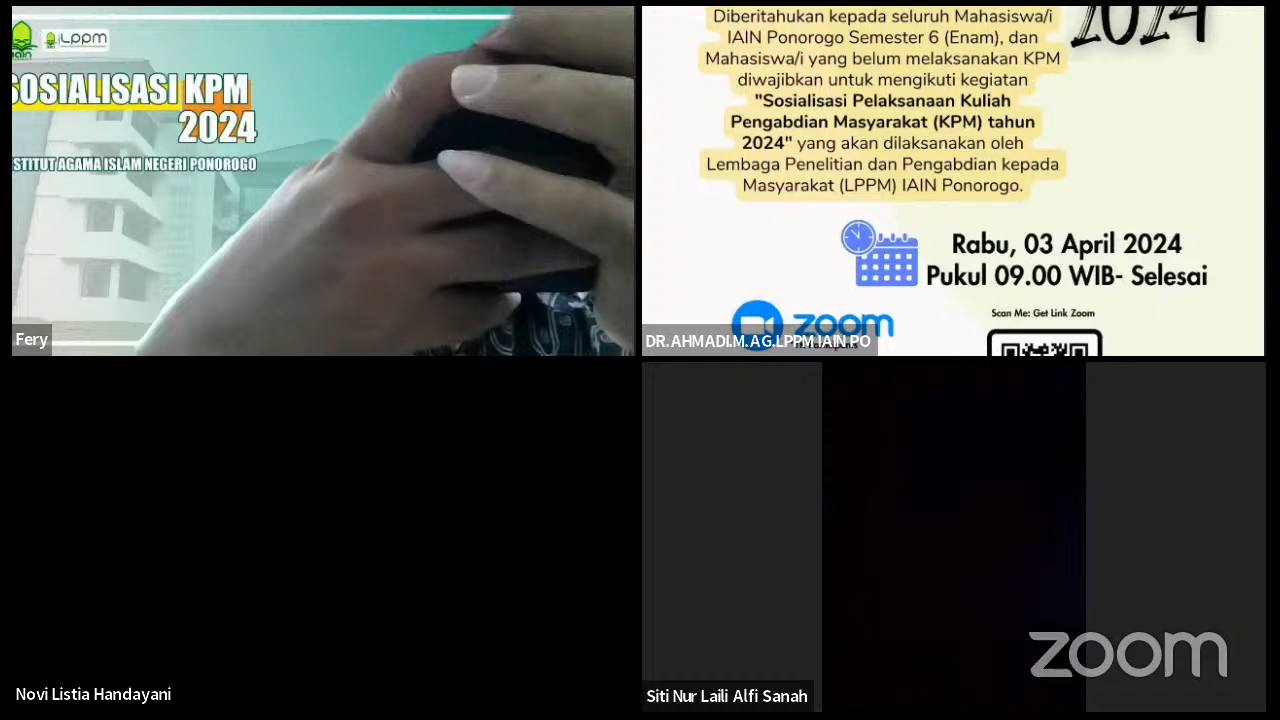 iain
LPPM
SOSIALISASI KPM
2024
STITUT AGAMA ISLAM NEGERI PONOROGO
Fery
2024
Diberitahukan kepada seluruh Mahasiswa/i
IAIN Ponorogo Semester 6 (Enam), dan
Mahasiswa/i yang belum melaksanakan KPM
diwajibkan untuk mengikuti kegiatan
"Sosialisasi Pelaksanaan Kuliah
Pengabdian Masyarakat (KPM) tahun
2024" yang akan dilaksanakan oleh
Lembaga Penelitian dan Pengabdian kepada
Masyarakat (LPPM) IAIN Ponorogo.
Rabu, 03 April 2024
Pukul 09.00 WIB- Selesai
Scan Me: Get Link Zoom
zoom
DR.AHMADI.M.AG.LPPM IAIN PO
Novi Listia Handayani
Siti Nur Laili Alfi Sanah
zoom